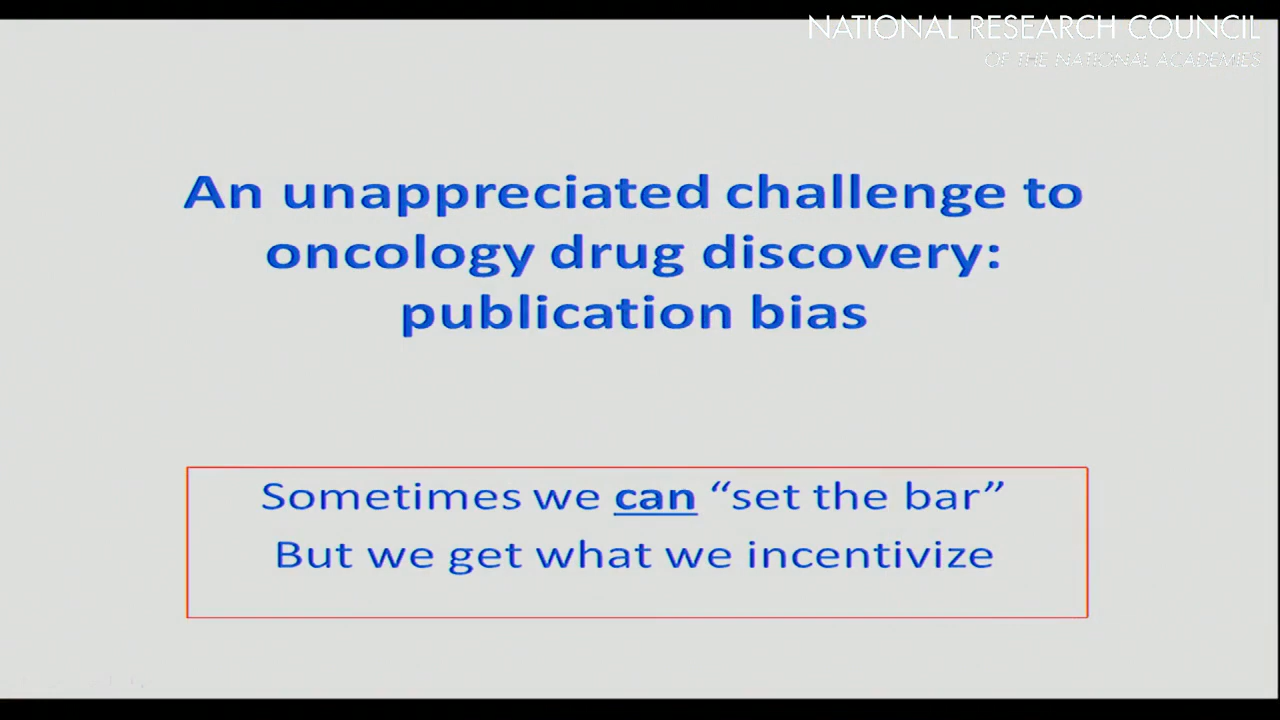 NATIONAL RESEARCH COUNCIL
OF THE NATIONAL ACADEMIES
An unappreciated challenge to
oncology drug discovery:
publication bias
Sometimes we can “set the bar”
But we get what we incentivize